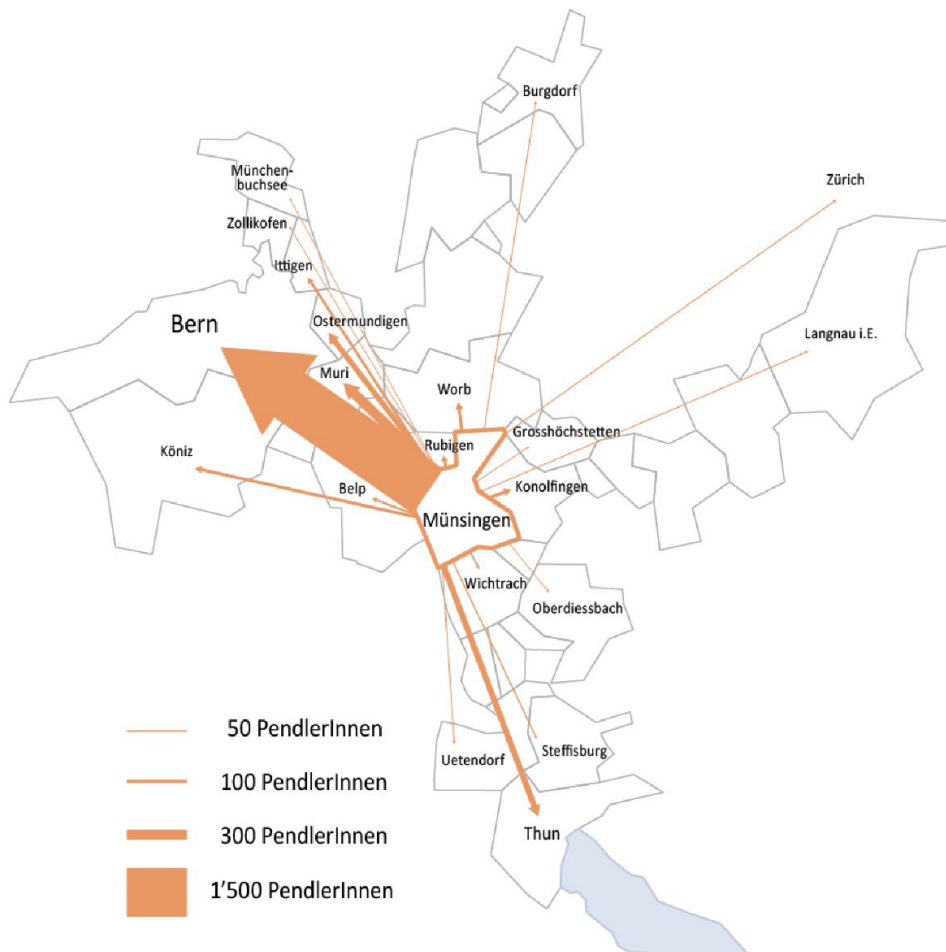 Burgdorf
München-
buchsee
Zürich
Zollikofen
Ittigen
Bern
Ostermundigen
Langnau i.E.
Muri
Worb
Grosshöchstetten
Rubigen
Köniz
Belp
Konolfingen
Münsingen
Wichtrach
Oberdiessbach
50 PendlerInnen
Steffisburg
Uetendorf
100 PendlerInnen
300 PendlerInnen
Thun
1'500 PendlerInnen